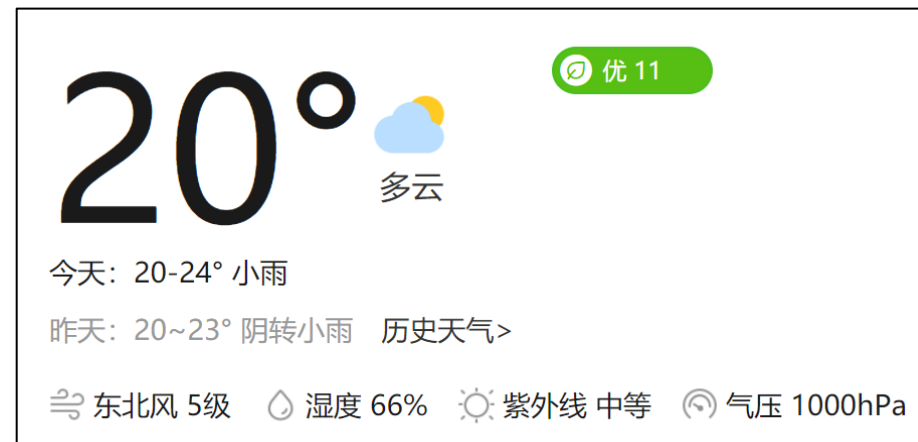 20°
优 11
多云
今天：20-24° 小雨
昨天：20~23° 阴转小雨 历史天气>
东北风 5级 湿度 66% 紫外线 中等 气压 1000hPa